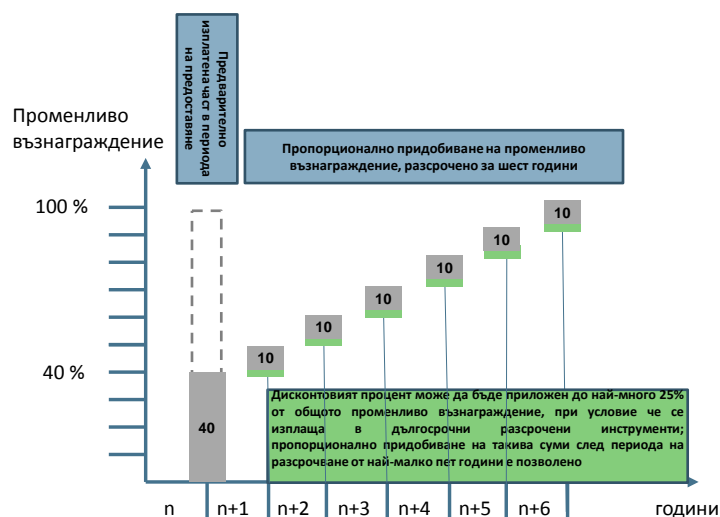 Предварително
изплатена част в периода
на предоставяне
Променливо
възнаграждение
Пропорционално придобиване на променливо
възнаграждение, разсрочено за шест години
100 %
10
10
10
10
10
10
40 %
40
Дисконтовият процент може да бъде приложен до най-много 25%
от общото променливо възнаграждение, при условие че се
изплаща в дългосрочни разсрочени инструменти;
пропорционално придобиване на такива суми след периода на
разсрочване от най-малко пет години е позволено
n n+1 n+2 n+3 n+4 n+5 n+6 години